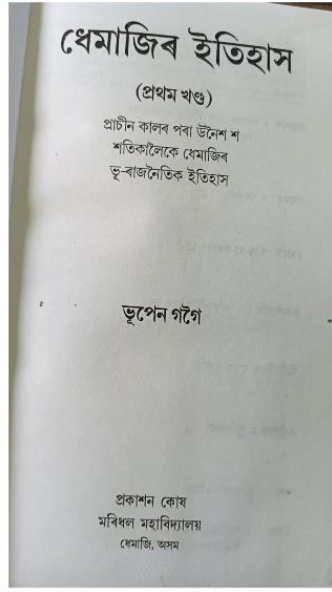 ধেমাজিৰ ইতিহাস
(প্ৰথম খণ্ড)
প্ৰাচীন কালৰ পৰা উনৈশ শ
শতিকালৈকে ধেমাজিৰ
ভূ-ৰাজনৈতিক ইতিহাস
ভূপেন গগৈ
প্ৰকাশন কোষ
মৰিধল মহাবিদ্যালয়
ধেমাজি, অসম